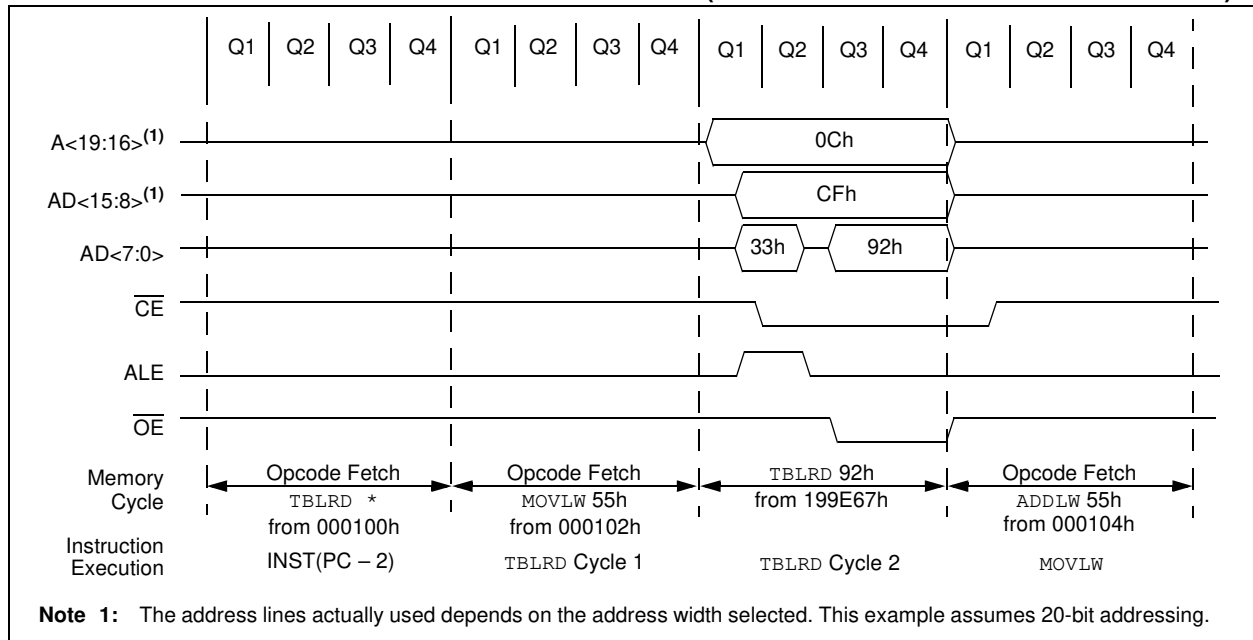 Q1 Q2 Q3 Q4 Q1 Q2 Q3 Q4 Q1 Q2 Q3 Q4 Q1 Q2 Q3 Q4
A<19:16>(1) 0Ch
AD<15:8>(1) CFh
AD<7:0> 33h 92h
CE
ALE
OE
Memory Cycle
Opcode Fetch
TBLRD *
from 000100h
Opcode Fetch
MOVLW 55h
from 000102h
TBLRD 92h
from 199E67h
Opcode Fetch
ADDLW 55h
from 000104h
Instruction Execution
INST(PC – 2)
TBLRD Cycle 1
TBLRD Cycle 2
MOVLW
Note 1: The address lines actually used depends on the address width selected. This example assumes 20-bit addressing.